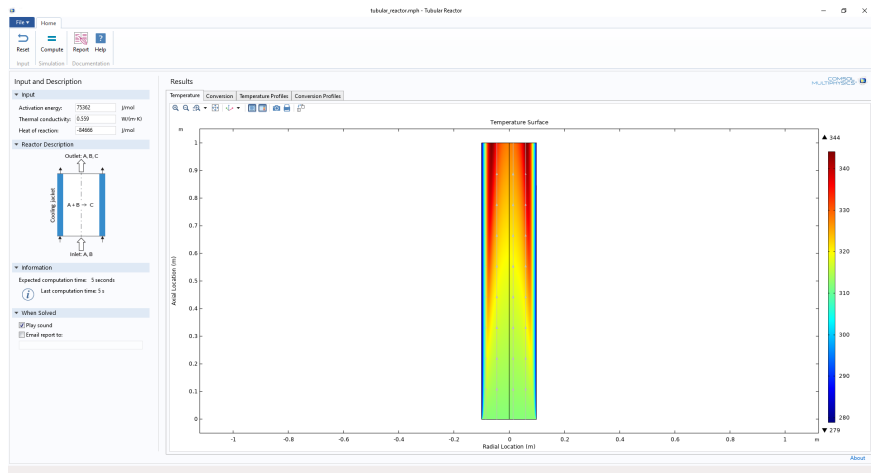 tubular_reactor.mph - Tubular Reactor
File ▾ Home
Reset Compute Report Help
Input Simulation Documentation
Input and Description
Input
Activation energy: 75362 J/mol
Thermal conductivity: 0.559 W/(m·K)
Heat of reaction: -84666 J/mol
Reactor Description
Outlet: A, B, C
Cooling jacket
A + B → C
Inlet: A, B
Information
Expected computation time: 5 seconds
Last computation time: 5 s
When Solved
Play sound
Email report to:
Results
COMSOL
MULTIPHYSICS
Temperature Conversion Temperature Profiles Conversion Profiles
Temperature Surface
m
1
0.9
0.8
0.7
0.6
0.5
0.4
0.3
0.2
0.1
0
Axial Location (m)
-1 -0.8 -0.6 -0.4 -0.2 0 0.2 0.4 0.6 0.8 1 m
Radial Location (m)
▲ 344
340
330
320
310
300
290
280
▼ 279
About